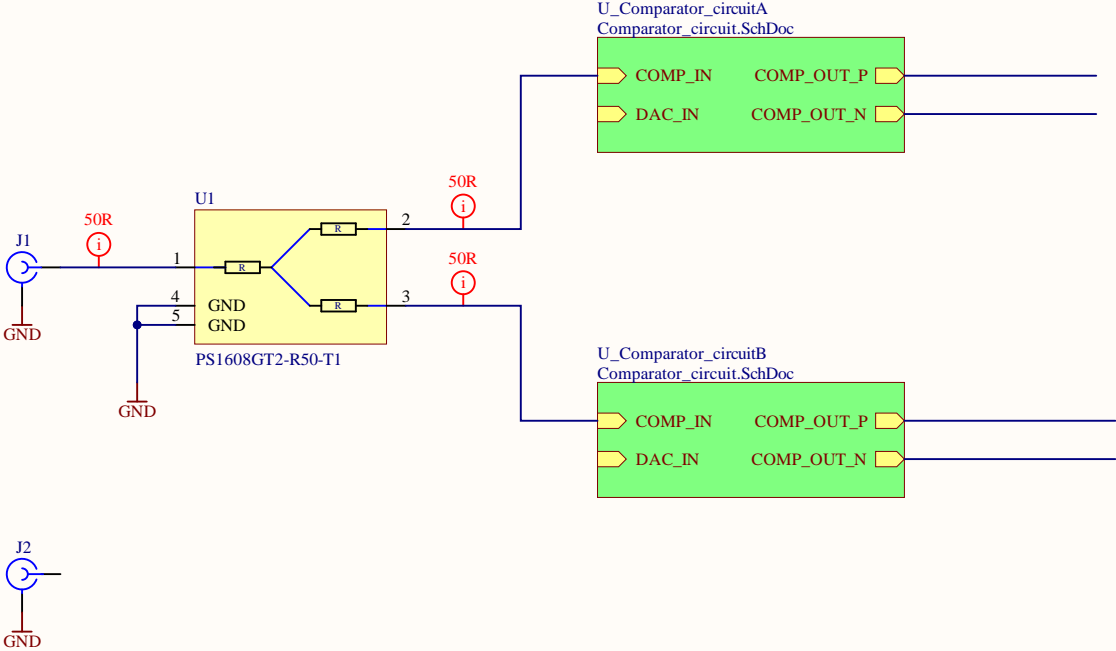 U_Comparator_circuitA
Comparator_circuit.SchDoc
COMP_IN
COMP_OUT_P
DAC_IN
COMP_OUT_N
U1
50R
2
R
50R
J1
i
1
R
i
50R
i
GND
4
GND
5
GND
R
3
PS1608GT2-R50-T1
GND
U_Comparator_circuitB
Comparator_circuit.SchDoc
COMP_IN
COMP_OUT_P
DAC_IN
COMP_OUT_N
J2
GND